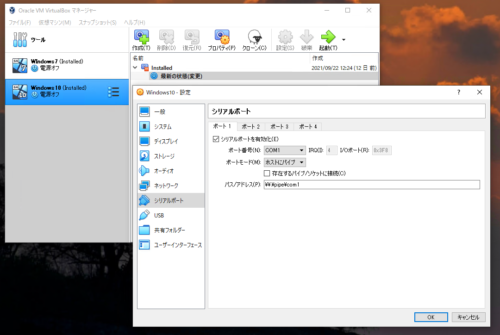 Oracle VM VirtualBox マネージャー
ファイル(F) 仮想マシン(M) スナップショット(S) ヘルプ(H)
ツール
作成(T) 削除(D) 復元(R) プロパティ(P) クローン(C) 設定(S) 破棄 起動(T)
名前 作成
Installed 2021/09/22 12:24 (12 日 前)
最新の状態(変更)
Windows7 (Installed)
電源オフ
Windows10 (Installed)
電源オフ
Windows10 - 設定
一般
システム
ディスプレイ
ストレージ
オーディオ
ネットワーク
シリアルポート
USB
共有フォルダー
ユーザーインターフェース
シリアルポート
ポート 1 ポート 2 ポート 3 ポート 4
シリアルポートを有効化(E)
ポート番号(N): COM1 IRQ(I): 4 I/Oポート(R): 0x3F8
ポートモード(M): ホストにパイプ
存在するパイプ/ソケットに接続(C)
パス/アドレス(P): ¥¥.¥pipe¥com1
OK キャンセル